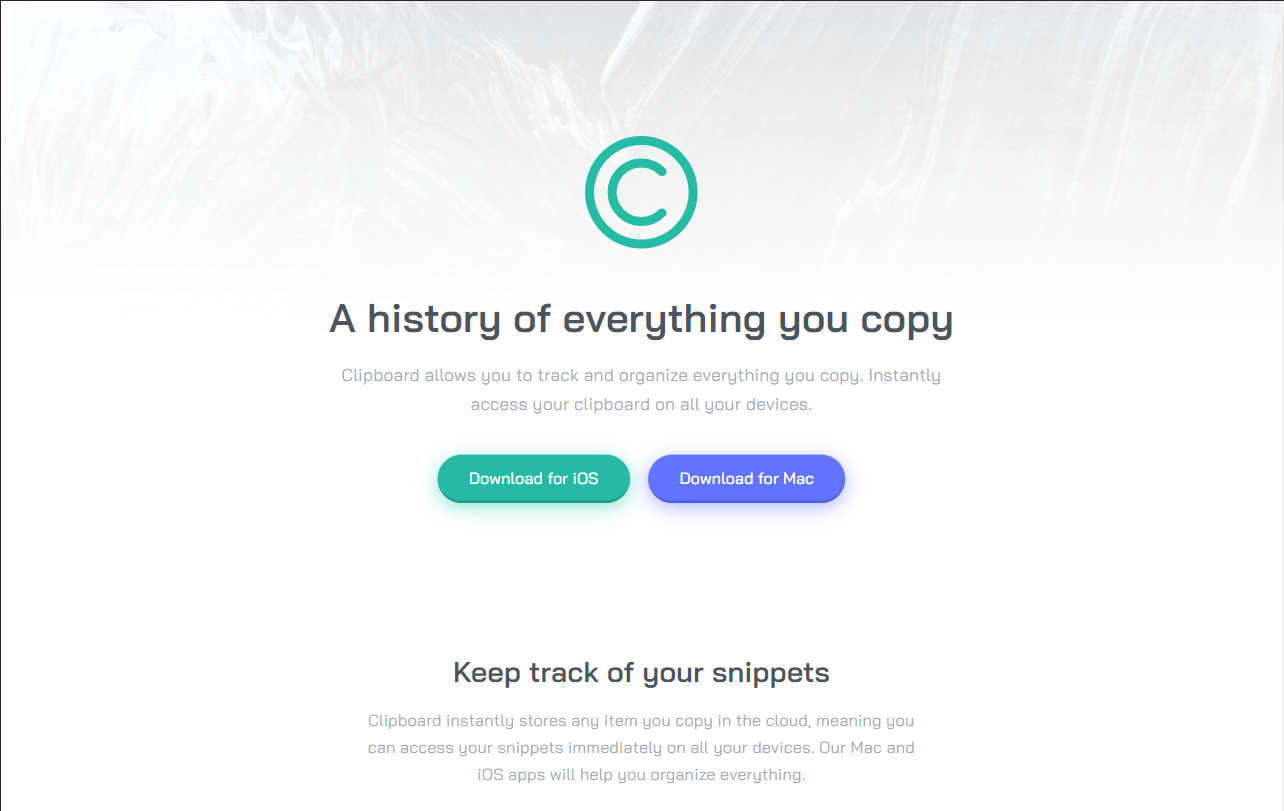 A history of everything you copy
Clipboard allows you to track and organize everything you copy. Instantly
access your clipboard on all your devices.
Download for iOS
Download for Mac
Keep track of your snippets
Clipboard instantly stores any item you copy in the cloud, meaning you
can access your snippets immediately on all your devices. Our Mac and
iOS apps will help you organize everything.